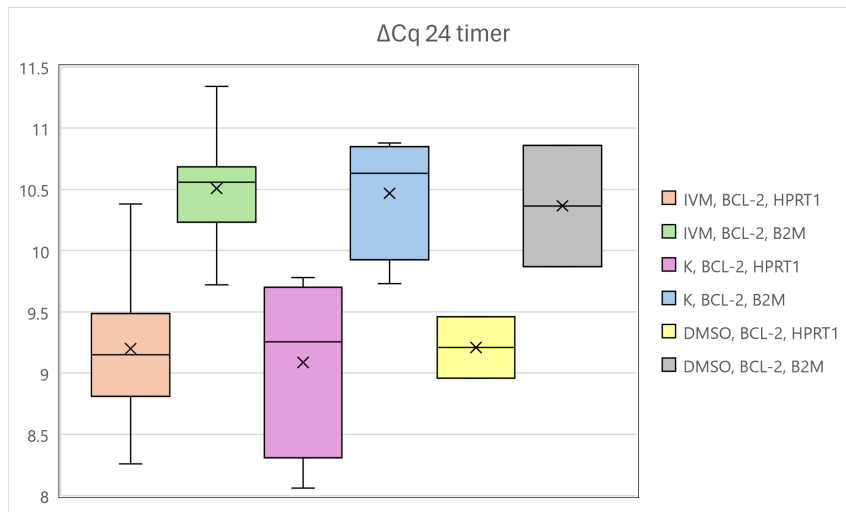 ΔCq 24 timer
11.5
11
10.5
10
9.5
9
8.5
8
IVM, BCL-2, HPRT1
IVM, BCL-2, B2M
K, BCL-2, HPRT1
K, BCL-2, B2M
DMSO, BCL-2, HPRT1
DMSO, BCL-2, B2M